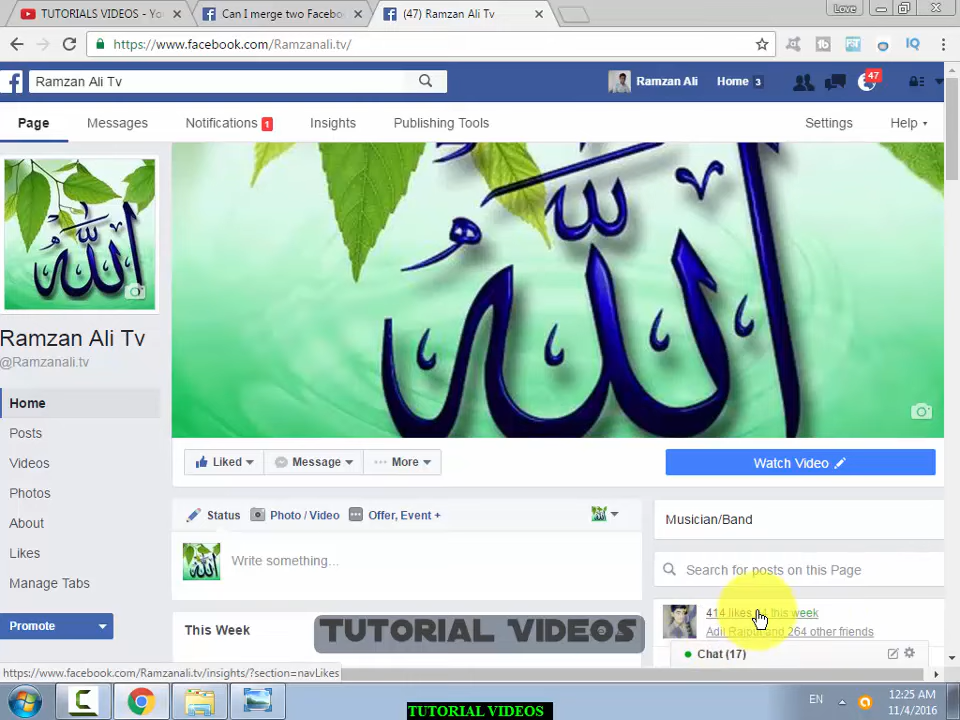 TUTORIALS VIDEOS - Yo
Can I merge two Facebo
(47) Ramzan Ali Tv
Love
https://www.facebook.com/Ramzanali.tv/
Ramzan Ali Tv
Ramzan Ali
Home 3
47
Page
Messages
Notifications 1
Insights
Publishing Tools
Settings
Help
الله
الله
Ramzan Ali Tv
@Ramzanali.tv
Home
Posts
Videos
Photos
About
Likes
Manage Tabs
Promote
Liked
Message
More
Watch Video
Status
Photo / Video
Offer, Event +
Write something...
This Week
Musician/Band
Search for posts on this Page
414 likes
this week
Adil Rajput and 264 other friends
Chat (17)
TUTORIAL VIDEOS
https://www.facebook.com/Ramzanali.tv/insights/?section=navLikes
EN
12:25 AM
11/4/2016
TUTORIAL VIDEOS